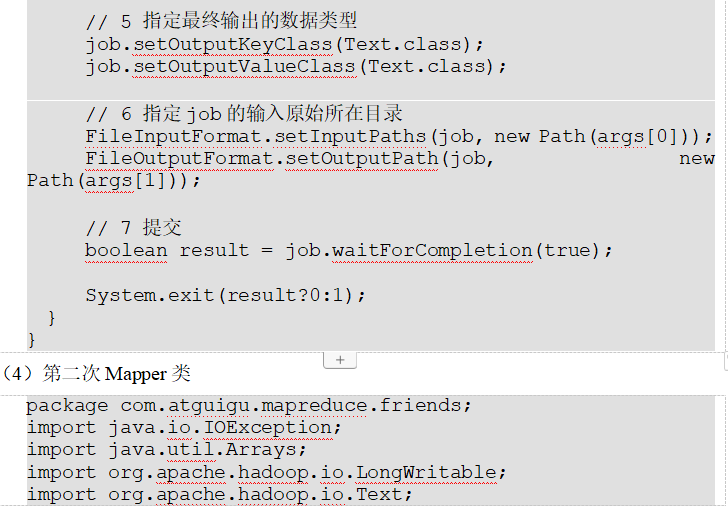 // 5 指定最终输出的数据类型
job.setOutputKeyClass(Text.class);
job.setOutputValueClass(Text.class);
// 6 指定job的输入原始所在目录
FileInputFormat.setInputPaths(job, new Path(args[0]));
FileOutputFormat.setOutputPath(job, new
Path(args[1]));
// 7 提交
boolean result = job.waitForCompletion(true);
System.exit(result?0:1);
}
}
（4）第二次 Mapper 类
package com.atguigu.mapreduce.friends;
import java.io.IOException;
import java.util.Arrays;
import org.apache.hadoop.io.LongWritable;
import org.apache.hadoop.io.Text;